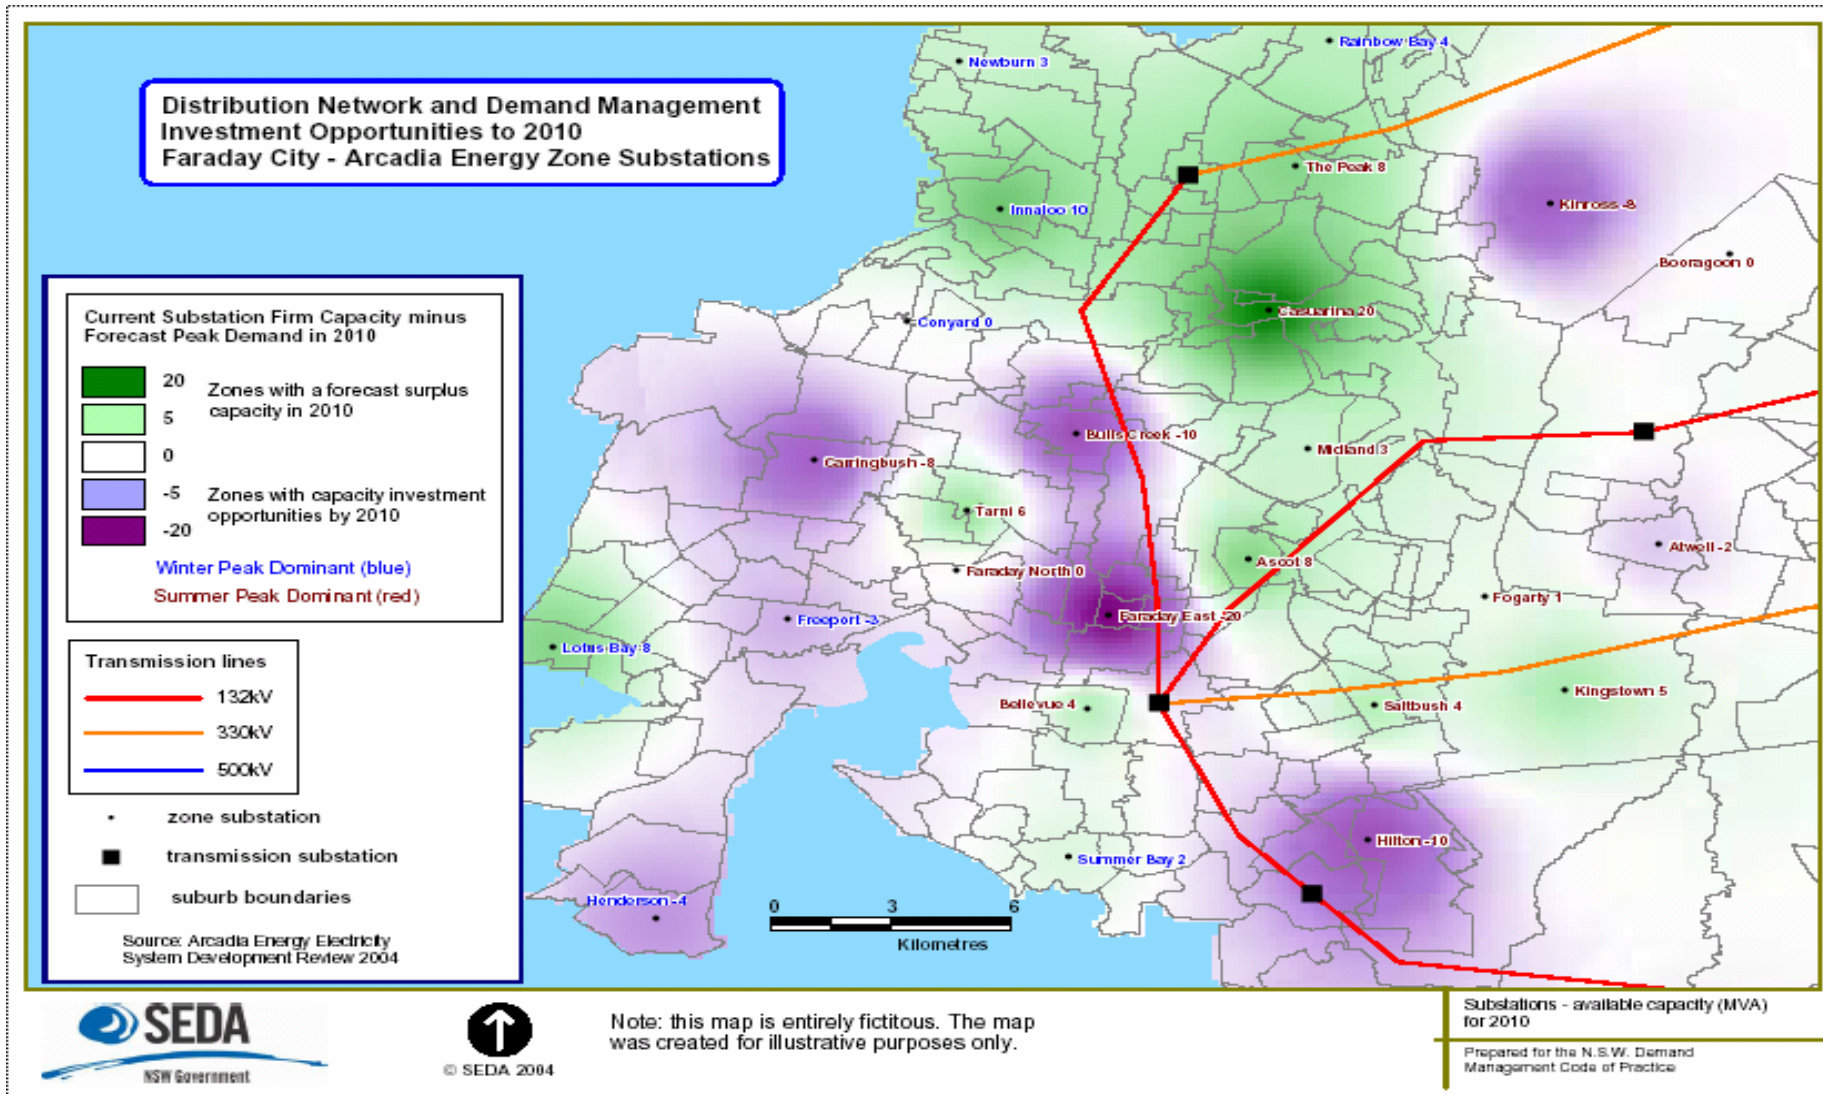 Distribution Network and Demand Management
Investment Opportunities to 2010
Faraday City - Arcadia Energy Zone Substations
Newburn 3
Rainbow Bay 4
The Peak 8
Innaloo 10
Kinross -8
Booragoon 0
Casuarina 20
Conyard 0
Bulls Creek -10
Midland 3
Carringbush -8
Tarni 6
Atwell -2
Ascot 8
Faraday North 0
Fogarty 1
Faraday East -20
Freeport -3
Lotus Bay 8
Kingstown 5
Bellevue 4
Saltbush 4
Hilton -10
Summer Bay 2
Henderson -4
Current Substation Firm Capacity minus
Forecast Peak Demand in 2010
20
5
0
-5
-20
Zones with a forecast surplus
capacity in 2010
Zones with capacity investment
opportunities by 2010
Winter Peak Dominant (blue)
Summer Peak Dominant (red)
Transmission lines
132kV
330kV
500kV
zone substation
transmission substation
suburb boundaries
Source: Arcadia Energy Electricity
System Development Review 2004
0 3 6
Kilometres
SEDA
NSW Government
© SEDA 2004
Note: this map is entirely fictitous. The map
was created for illustrative purposes only.
Substations - available capacity (MVA)
for 2010
Prepared for the N.S.W. Demand
Management Code of Practice